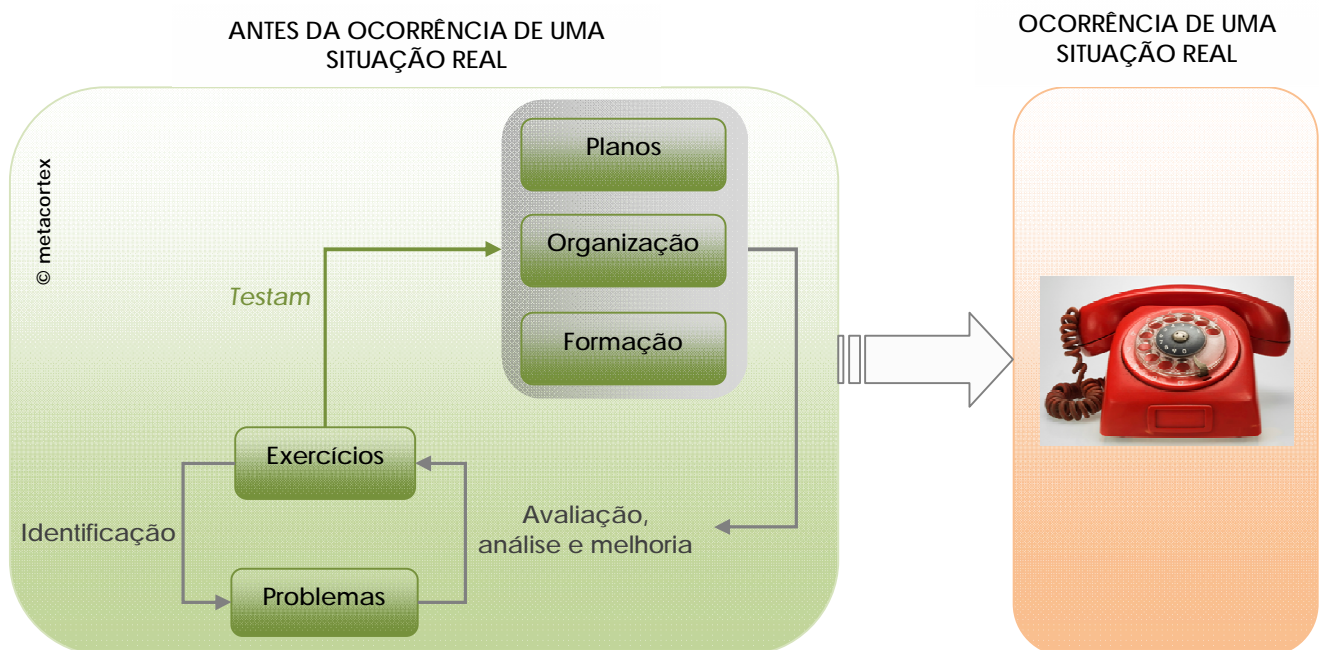 ANTES DA OCORRÊNCIA DE UMA
SITUAÇÃO REAL
OCORRÊNCIA DE UMA
SITUAÇÃO REAL
© metacortex
Planos
Organização
Formação
Testam
Exercícios
Identificação
Avaliação,
análise e melhoria
Problemas